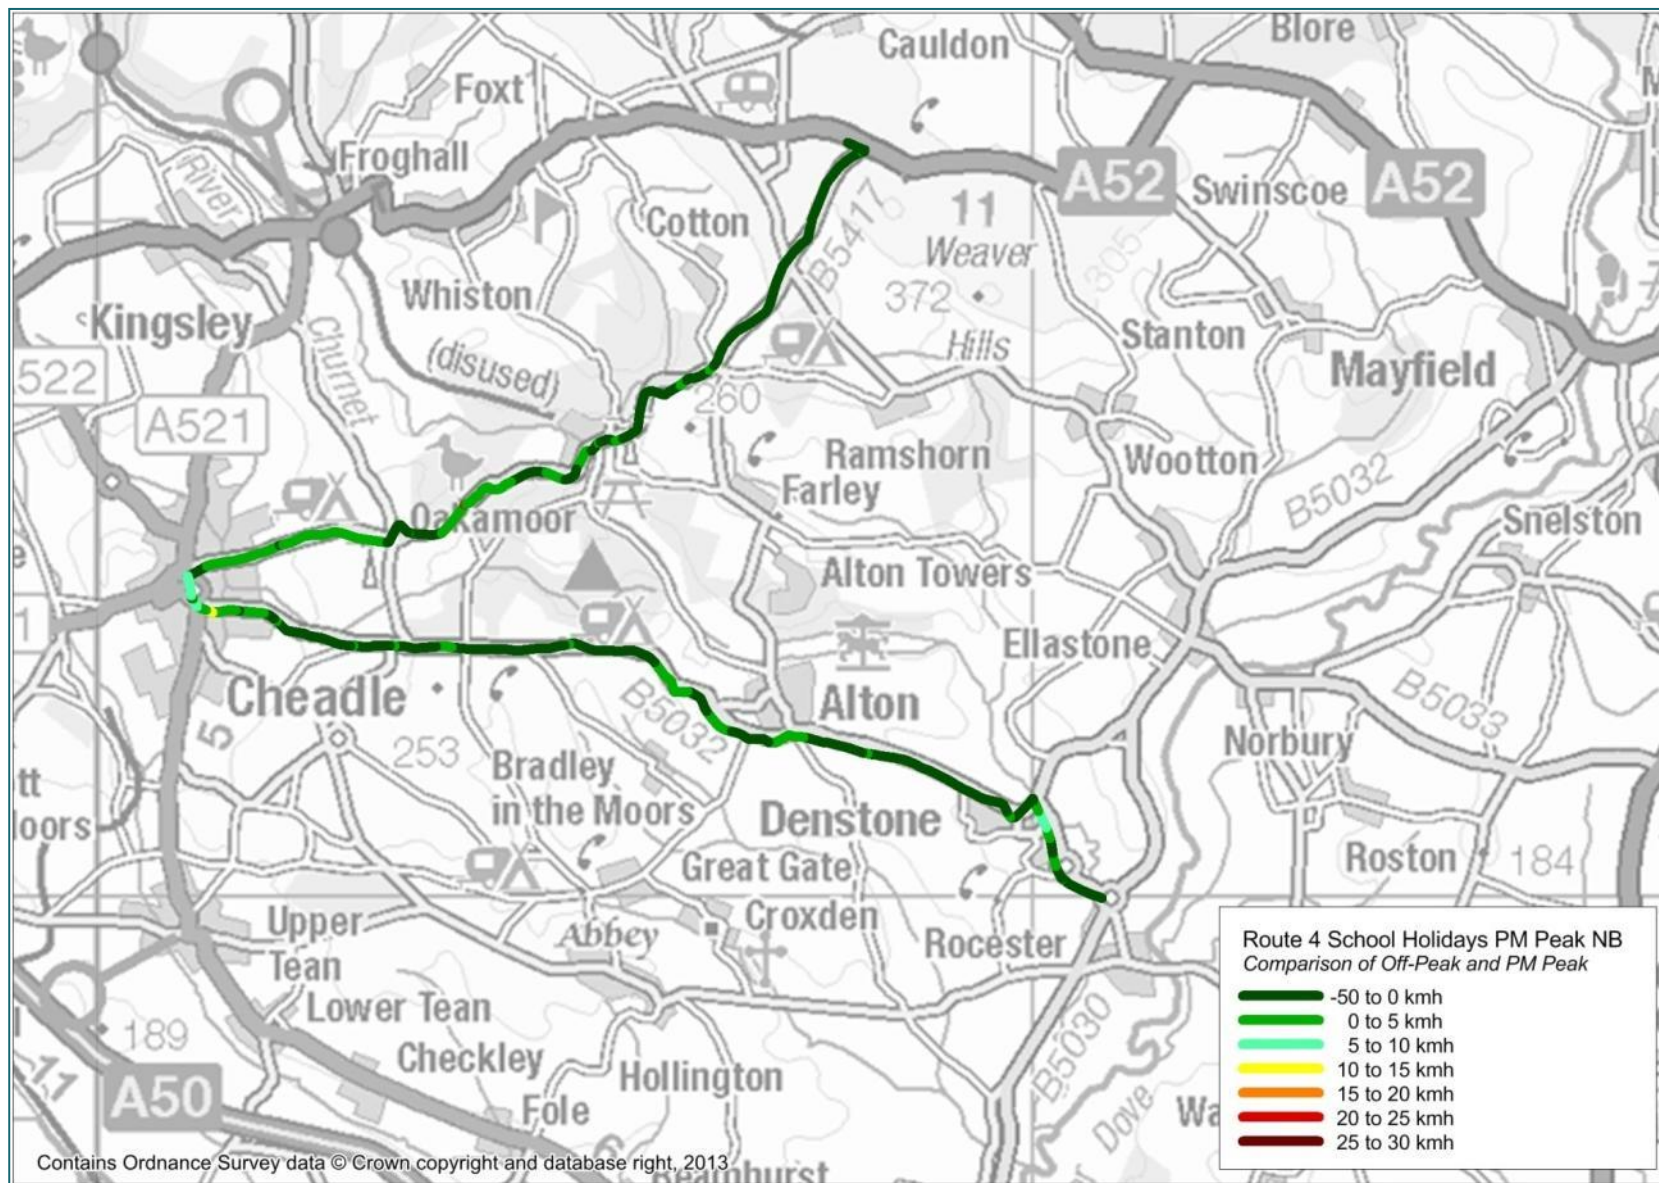 Cauldon
Blore
Foxt
Froghall
A52
A52
Swinscoe
River
Cotton
11
B5417
Weaver
305
Whiston
372
Kingsley
Churnet
Hills
Stanton
(disused)
Mayfield
522
260
A521
Ramshorn
Wootton
Farley
B5032
Oakamoor
Snelston
Alton Towers
Ellastone
Cheadle
Alton
B5032
B5033
5
253
Norbury
Bradley
in the Moors
Denstone
Roston
184
Great Gate
Croxden
Upper
Tean
Abbey
Rocester
Lower Tean
189
Checkley
Hollington
B5030
11
A50
Fole
Dove
6
Route 4 School Holidays PM Peak NB
Comparison of Off-Peak and PM Peak
-50 to 0 kmh
0 to 5 kmh
5 to 10 kmh
10 to 15 kmh
15 to 20 kmh
20 to 25 kmh
25 to 30 kmh
Contains Ordnance Survey data © Crown copyright and database right, 2013